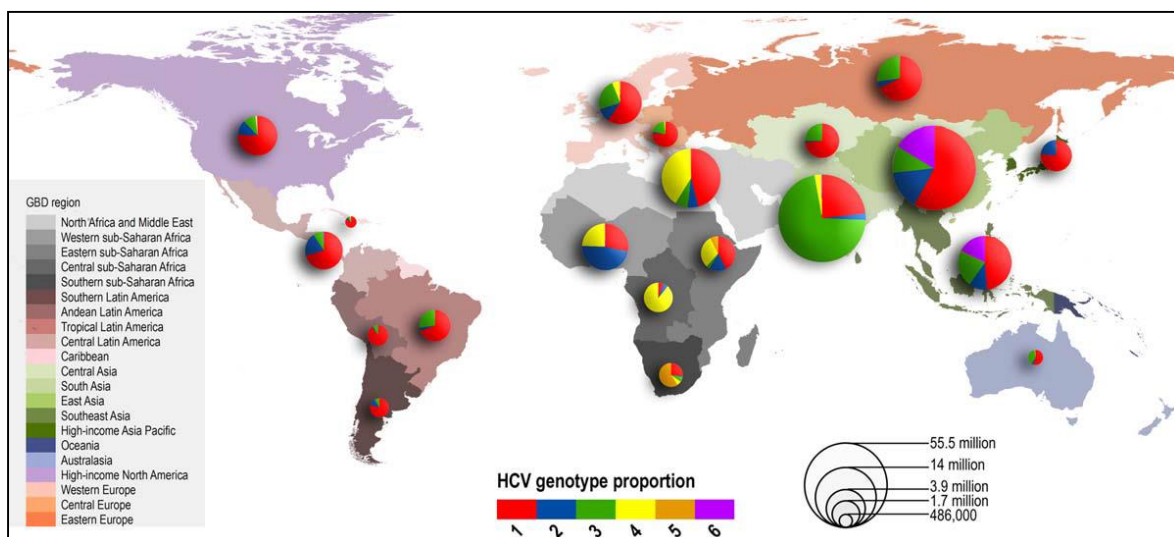 GBD region
North Africa and Middle East
Western sub-Saharan Africa
Eastern sub-Saharan Africa
Central sub-Saharan Africa
Southern sub-Saharan Africa
Southern Latin America
Andean Latin America
Tropical Latin America
Central Latin America
Caribbean
Central Asia
South Asia
East Asia
Southeast Asia
High-income Asia Pacific
Oceania
Australasia
High-income North America
Western Europe
Central Europe
Eastern Europe
HCV genotype proportion
1 2 3 4 5 6
55.5 million
14 million
3.9 million
1.7 million
486,000